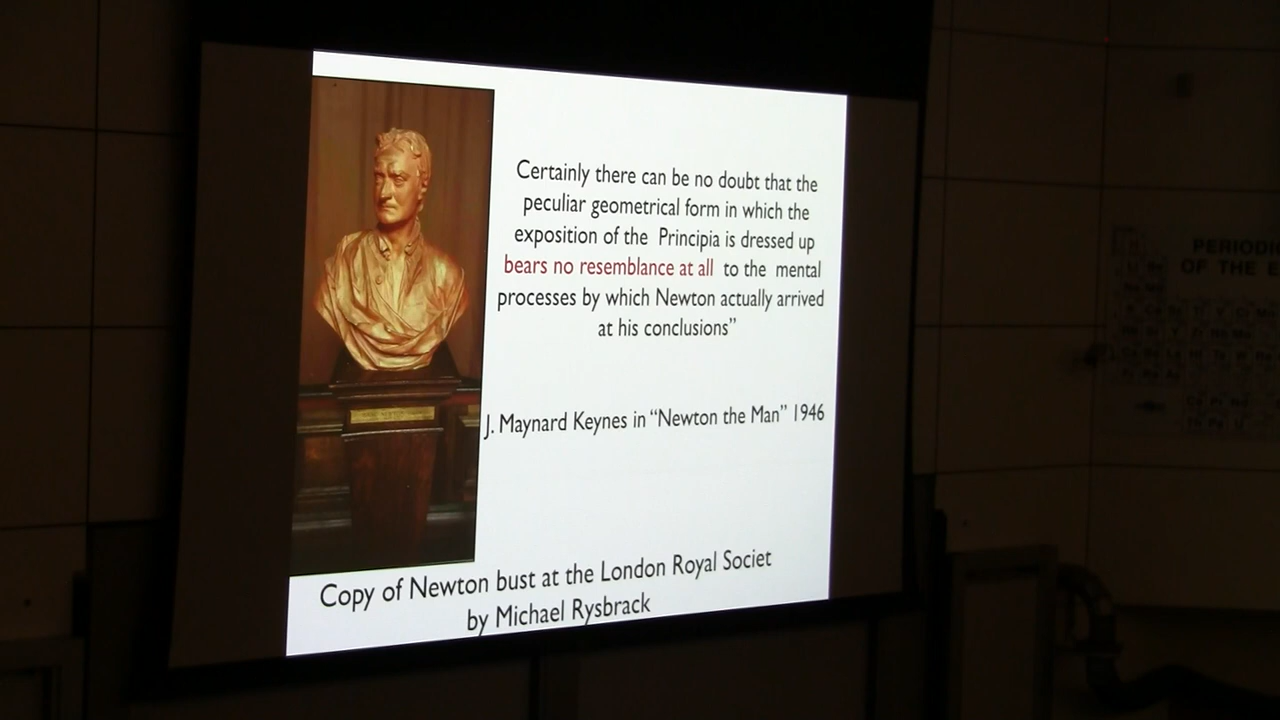 Certainly there can be no doubt that the
peculiar geometrical form in which the
exposition of the Principia is dressed up
bears no resemblance at all to the mental
processes by which Newton actually arrived
at his conclusions”
J. Maynard Keynes in “Newton the Man” 1946
Copy of Newton bust at the London Royal Societ
by Michael Rysbrack
OF THE